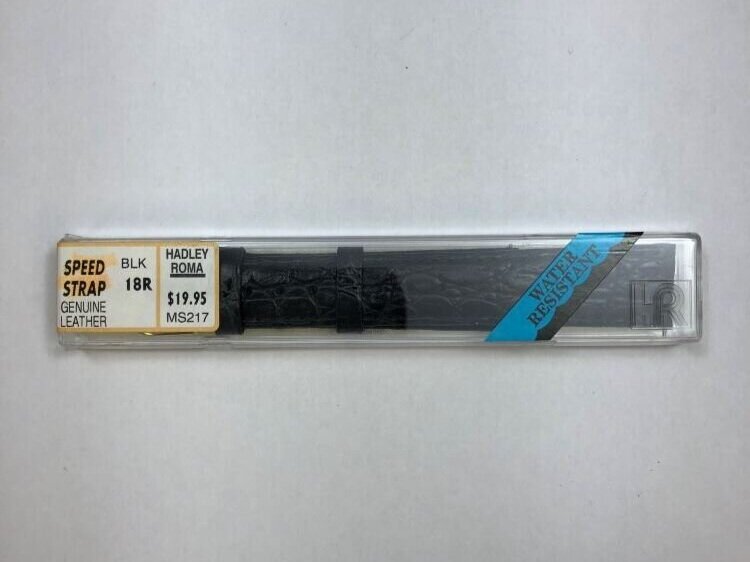 SPEED
STRAP
GENUINE
LEATHER
BLK
18R
HADLEY
ROMA
$19.95
MS217
WATER
RESISTANT
HR